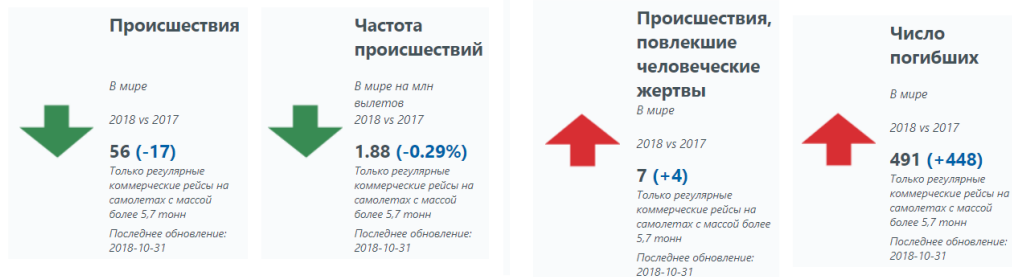 Происшествия
В мире
2018 vs 2017
56 (-17)
Только регулярные
коммерческие рейсы на
самолетах с массой
более 5,7 тонн
Последнее обновление:
2018-10-31
Частота
происшествий
В мире на млн
вылетов
2018 vs 2017
1.88 (-0.29%)
Только регулярные
коммерческие рейсы на
самолетах с массой
более 5,7 тонн
Последнее обновление:
2018-10-31
Происшествия,
повлекшие
человеческие
жертвы
В мире
2018 vs 2017
7 (+4)
Только регулярные
коммерческие рейсы на
самолетах с массой более
5,7 тонн
Последнее обновление:
2018-10-31
Число
погибших
В мире
2018 vs 2017
491 (+448)
Только регулярные
коммерческие рейсы на
самолетах с массой
более 5,7 тонн
Последнее обновление:
2018-10-31